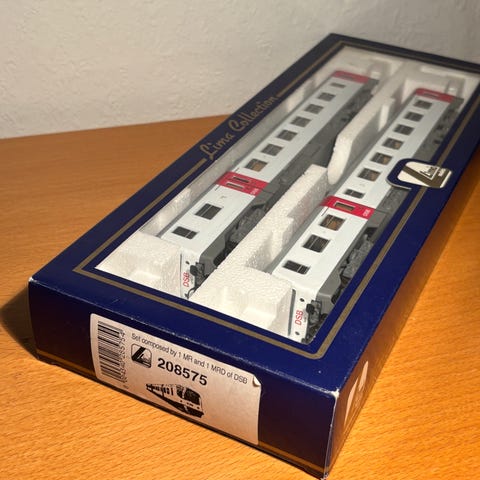 Lima Collection
DSB
DSB
Set composed by 1 MR and 1 MRD of DSB
208575